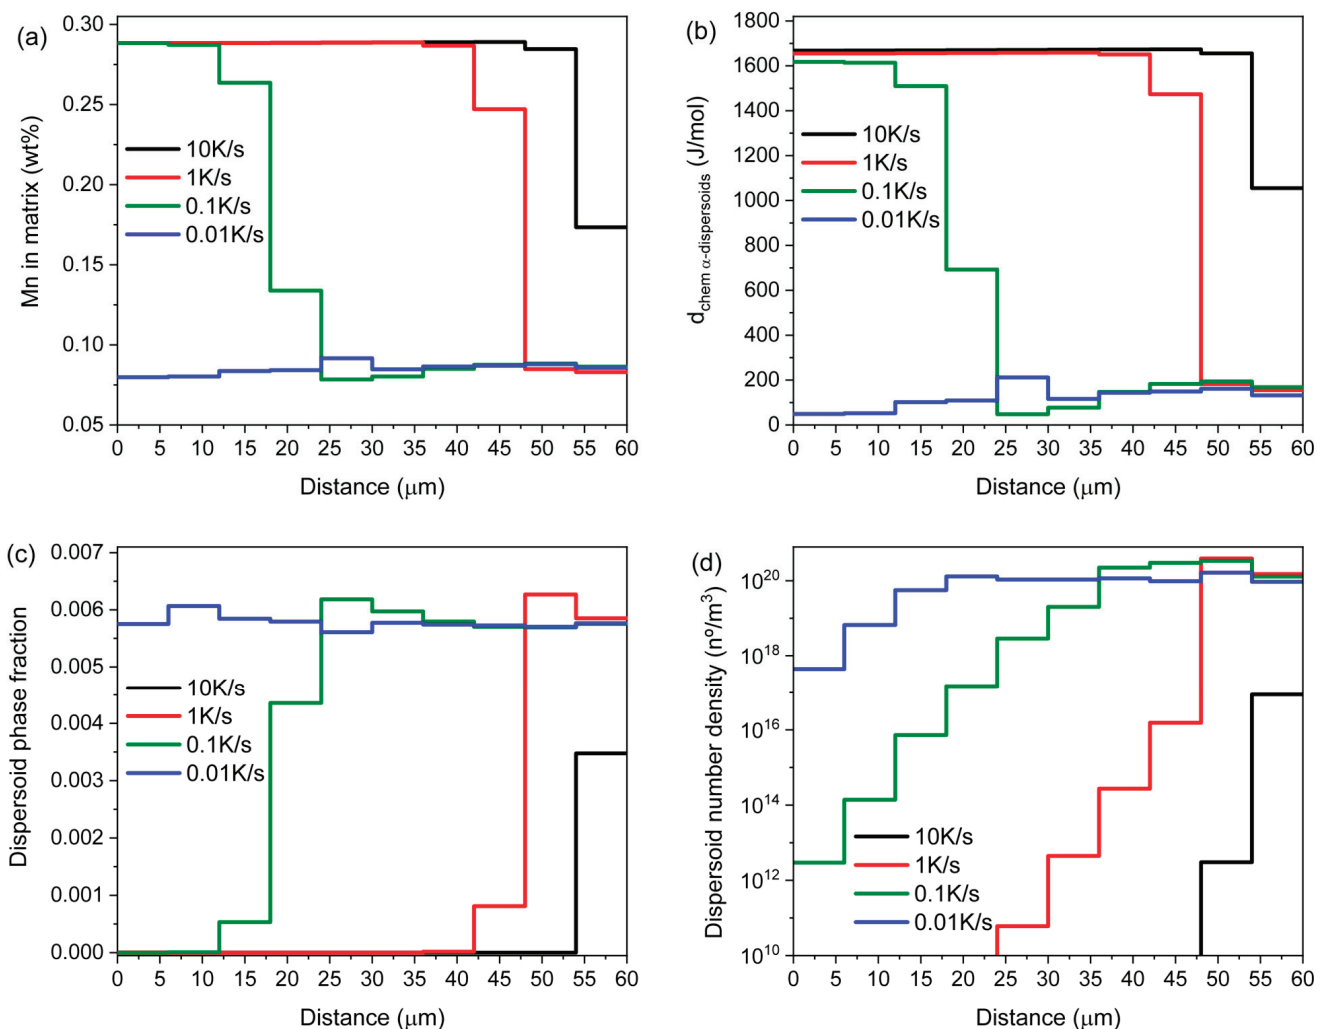 (a)
0.30
0.25
0.20
0.15
0.10
0.05
Mn in matrix (wt%)
10K/s
1K/s
0.1K/s
0.01K/s
0 5 10 15 20 25 30 35 40 45 50 55 60
Distance (μm)
(b)
1800
1600
1400
1200
1000
800
600
400
200
0
dchem α-dispersoids (J/mol)
10K/s
1K/s
0.1K/s
0.01K/s
0 5 10 15 20 25 30 35 40 45 50 55 60
Distance (μm)
(c)
0.007
0.006
0.005
0.004
0.003
0.002
0.001
0.000
Dispersoid phase fraction
10K/s
1K/s
0.1K/s
0.01K/s
0 5 10 15 20 25 30 35 40 45 50 55 60
Distance (μm)
(d)
10^20
10^18
10^16
10^14
10^12
10^10
Dispersoid number density (nº/m³)
10K/s
1K/s
0.1K/s
0.01K/s
0 5 10 15 20 25 30 35 40 45 50 55 60
Distance (μm)